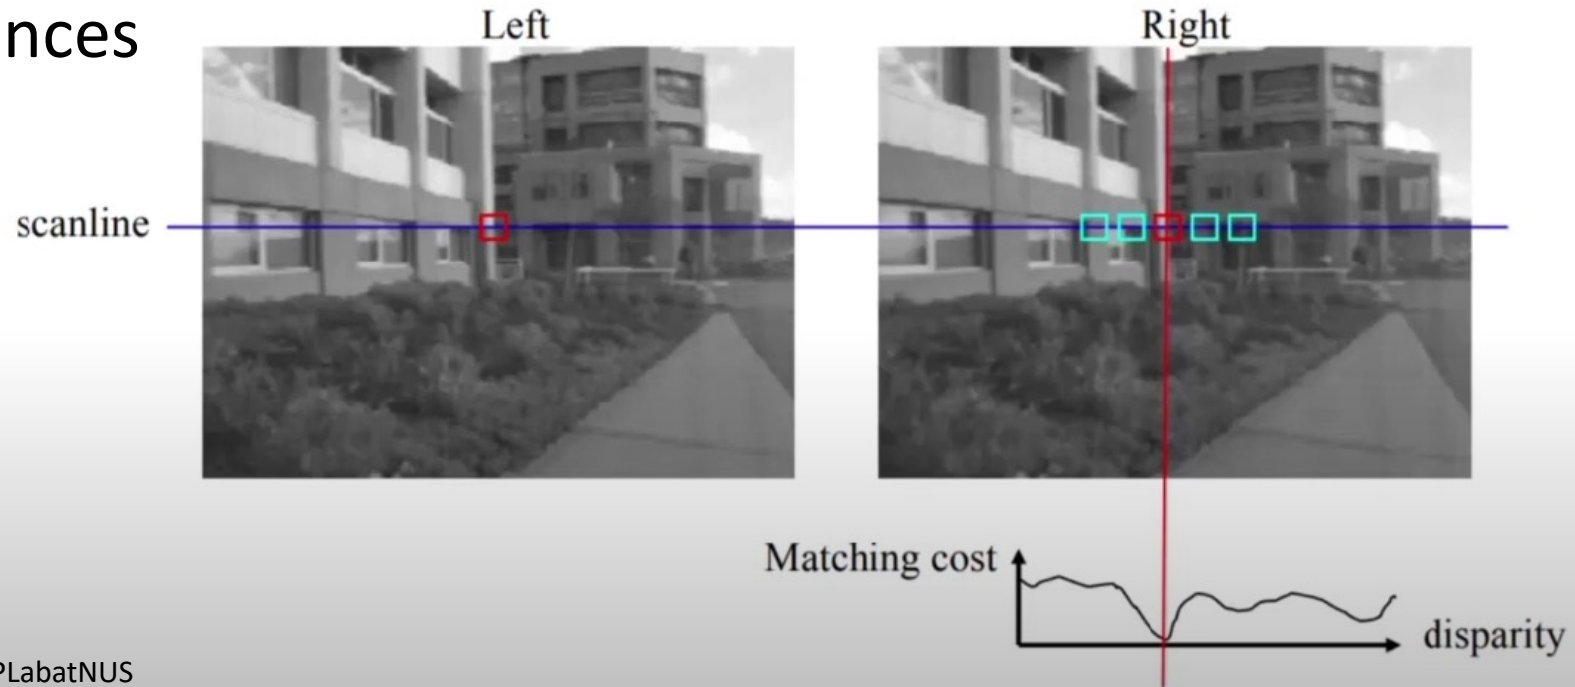 nces
Left
Right
scanline
Matching cost
disparity
PLabatNUS